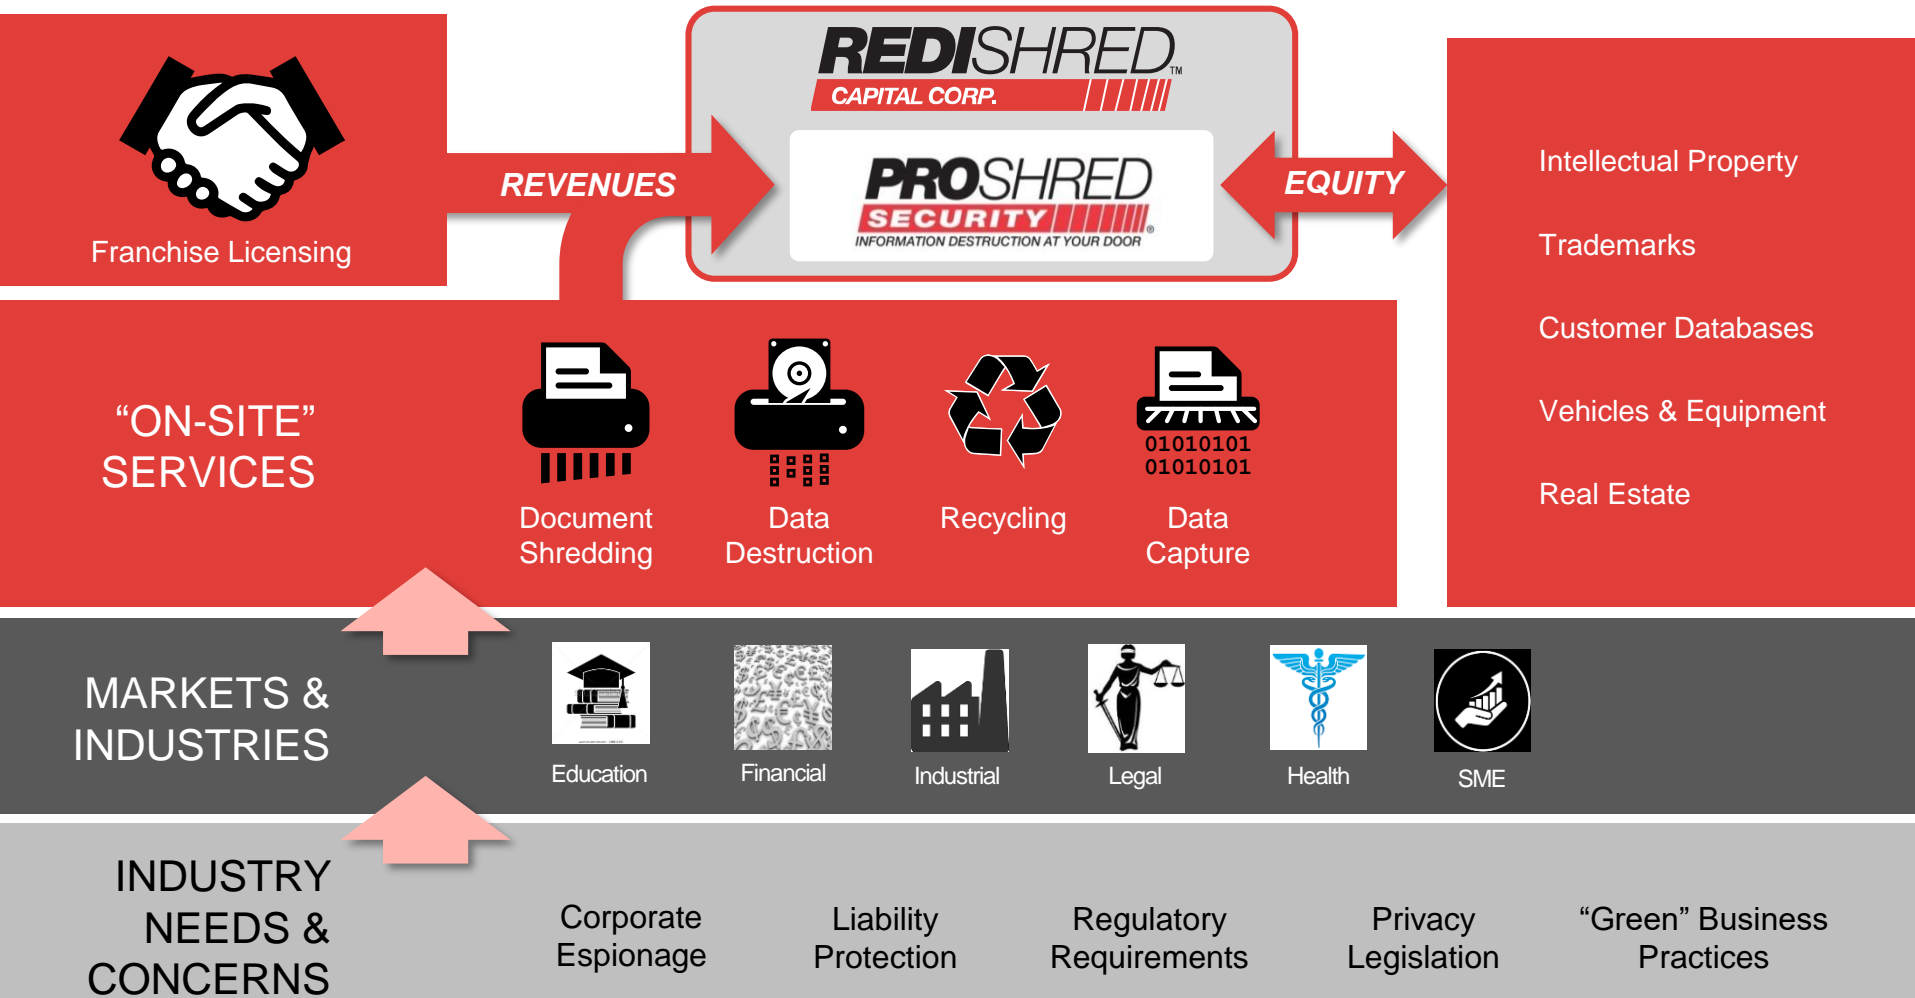 REDISHRED™
CAPITAL CORP.
PROSHRED
SECURITY®
INFORMATION DESTRUCTION AT YOUR DOOR
Franchise Licensing
REVENUES
EQUITY
Intellectual Property
Trademarks
Customer Databases
Vehicles & Equipment
Real Estate
“ON-SITE”
SERVICES
01010101
01010101
Document
Shredding
Data
Destruction
Recycling
Data
Capture
MARKETS &
INDUSTRIES
Education
Financial
Industrial
Legal
Health
SME
INDUSTRY
NEEDS &
CONCERNS
Corporate
Espionage
Liability
Protection
Regulatory
Requirements
Privacy
Legislation
“Green” Business
Practices